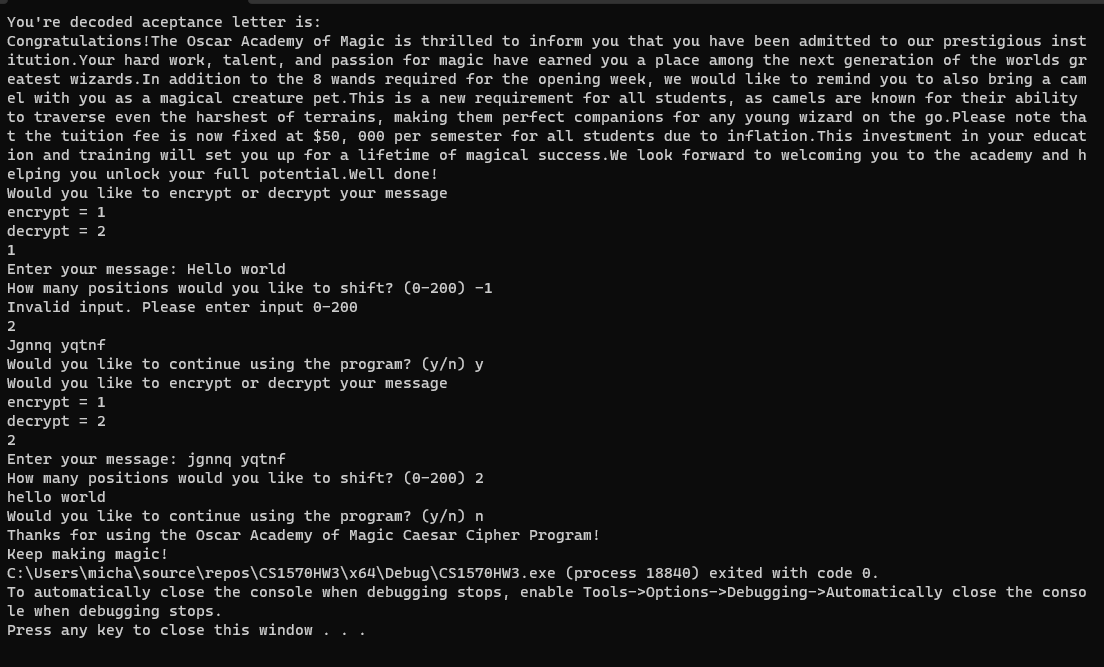 You're decoded aceptance letter is:
Congratulations!The Oscar Academy of Magic is thrilled to inform you that you have been admitted to our prestigious inst
itution.Your hard work, talent, and passion for magic have earned you a place among the next generation of the worlds gr
eatest wizards.In addition to the 8 wands required for the opening week, we would like to remind you to also bring a cam
el with you as a magical creature pet.This is a new requirement for all students, as camels are known for their ability
to traverse even the harshest of terrains, making them perfect companions for any young wizard on the go.Please note tha
t the tuition fee is now fixed at $50, 000 per semester for all students due to inflation.This investment in your educat
ion and training will set you up for a lifetime of magical success.We look forward to welcoming you to the academy and h
elping you unlock your full potential.Well done!
Would you like to encrypt or decrypt your message
encrypt = 1
decrypt = 2
1
Enter your message: Hello world
How many positions would you like to shift? (0-200) -1
Invalid input. Please enter input 0-200
2
Jgnnq yqtnf
Would you like to continue using the program? (y/n) y
Would you like to encrypt or decrypt your message
encrypt = 1
decrypt = 2
2
Enter your message: jgnnq yqtnf
How many positions would you like to shift? (0-200) 2
hello world
Would you like to continue using the program? (y/n) n
Thanks for using the Oscar Academy of Magic Caesar Cipher Program!
Keep making magic!
C:\Users\micha\source\repos\CS1570HW3\x64\Debug\CS1570HW3.exe (process 18840) exited with code 0.
To automatically close the console when debugging stops, enable Tools->Options->Debugging->Automatically close the conso
le when debugging stops.
Press any key to close this window . . .